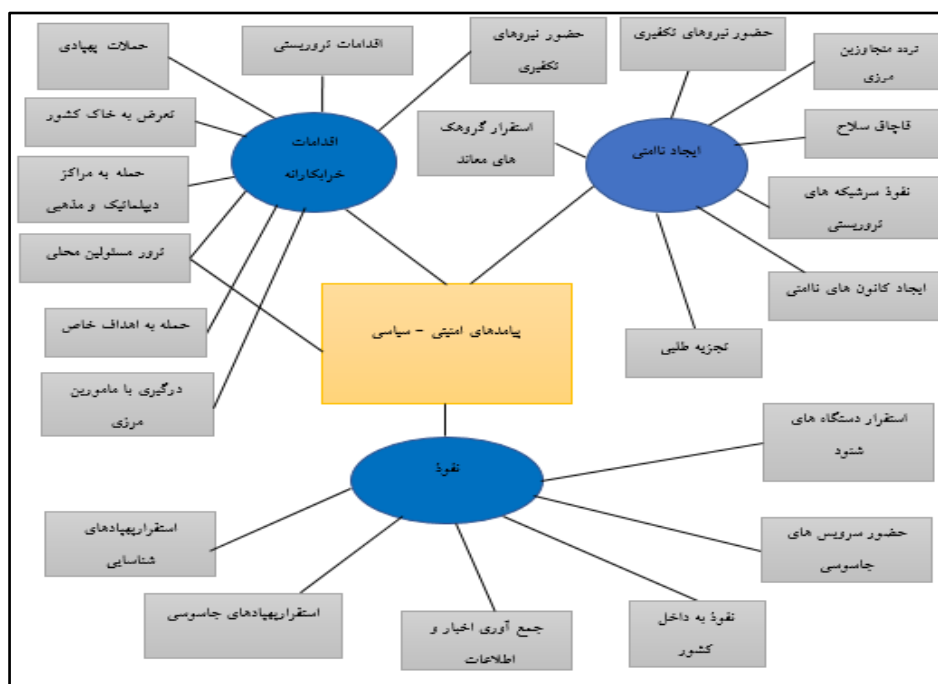 حملات پهپادی
اقدامات تروریستی
حضور نیروهای
تکفیری
حضور نیروهای تکفیری
تردد متجاوزین
مرزی
تعرض به خاک کشور
اقدامات
خرابکارانه
استقرار گروهک
های معاند
ایجاد ناامنی
قاچاق سلاح
حمله به مراکز
دیپلماتیک و مذهبی
نفوذ سرشبکه های
تروریستی
ترور مسئولین محلی
ایجاد کانون های ناامنی
حمله به اهداف خاص
پیامدهای امنیتی - سیاسی
تجزیه طلبی
درگیری با مامورین
مرزی
استقرار دستگاه های
شنود
نفوذ
استقرارپهپادهای
شناسایی
حضور سرویس های
جاسوسی
استقرارپهپادهای جاسوسی
جمع آوری اخبار و
اطلاعات
نفوذ به داخل
کشور